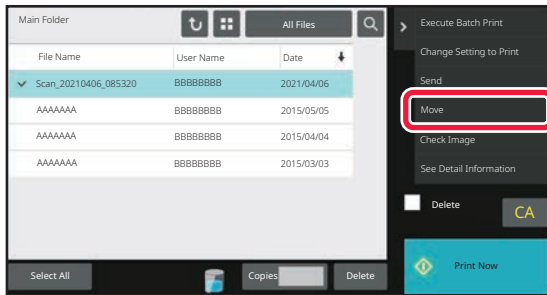 Main Folder
All Files
Execute Batch Print
Change Setting to Print
File Name User Name Date
Send
Scan_20210406_085320 BBBBBBBB 2021/04/06
AAAAAAA BBBBBBBB 2015/05/05
Move
AAAAAAA BBBBBBBB 2015/04/04
Check Image
AAAAAAA BBBBBBBB 2015/03/03
See Detail Information
Delete
CA
Select All
Copies
Delete
Print Now